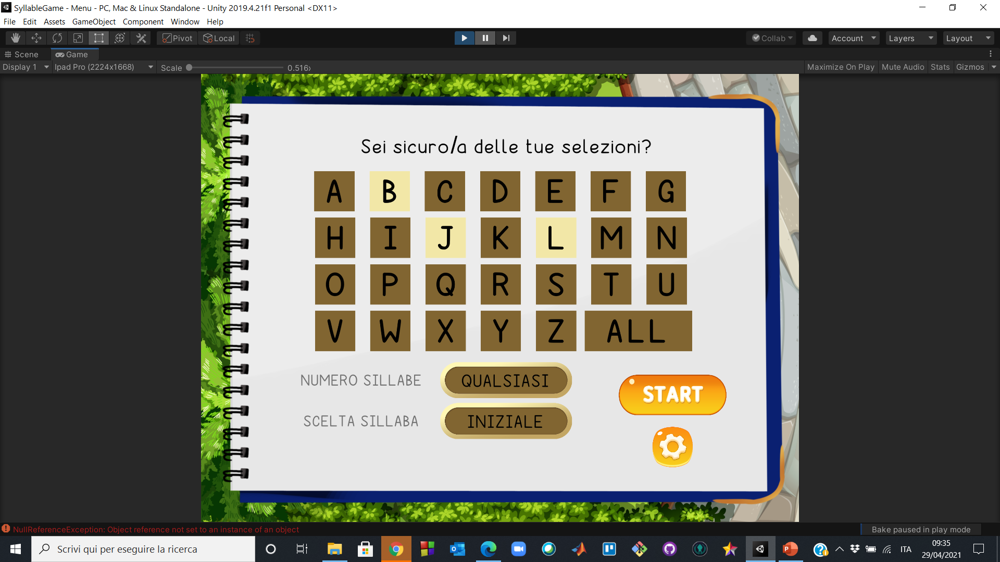 SyllableGame - Menu - PC, Mac & Linux Standalone - Unity 2019.4.21f1 Personal <DX11>
File Edit Assets GameObject Component Window Help
Pivot Local Collab Account Layers Layout
Scene Game
Display 1 Ipad Pro (2224x1668) Scale 0.516x Maximize On Play Mute Audio Stats Gizmos
Sei sicuro/a delle tue selezioni?
A B C D E F G
H I J K L M N
O P Q R S T U
V W X Y Z ALL
NUMERO SILLABE QUALSIASI
START
SCELTA SILLABA INIZIALE
NullReferenceException: Object reference not set to an instance of an object
Bake paused in play mode
Scrivi qui per eseguire la ricerca
ITA
09:35
29/04/2021